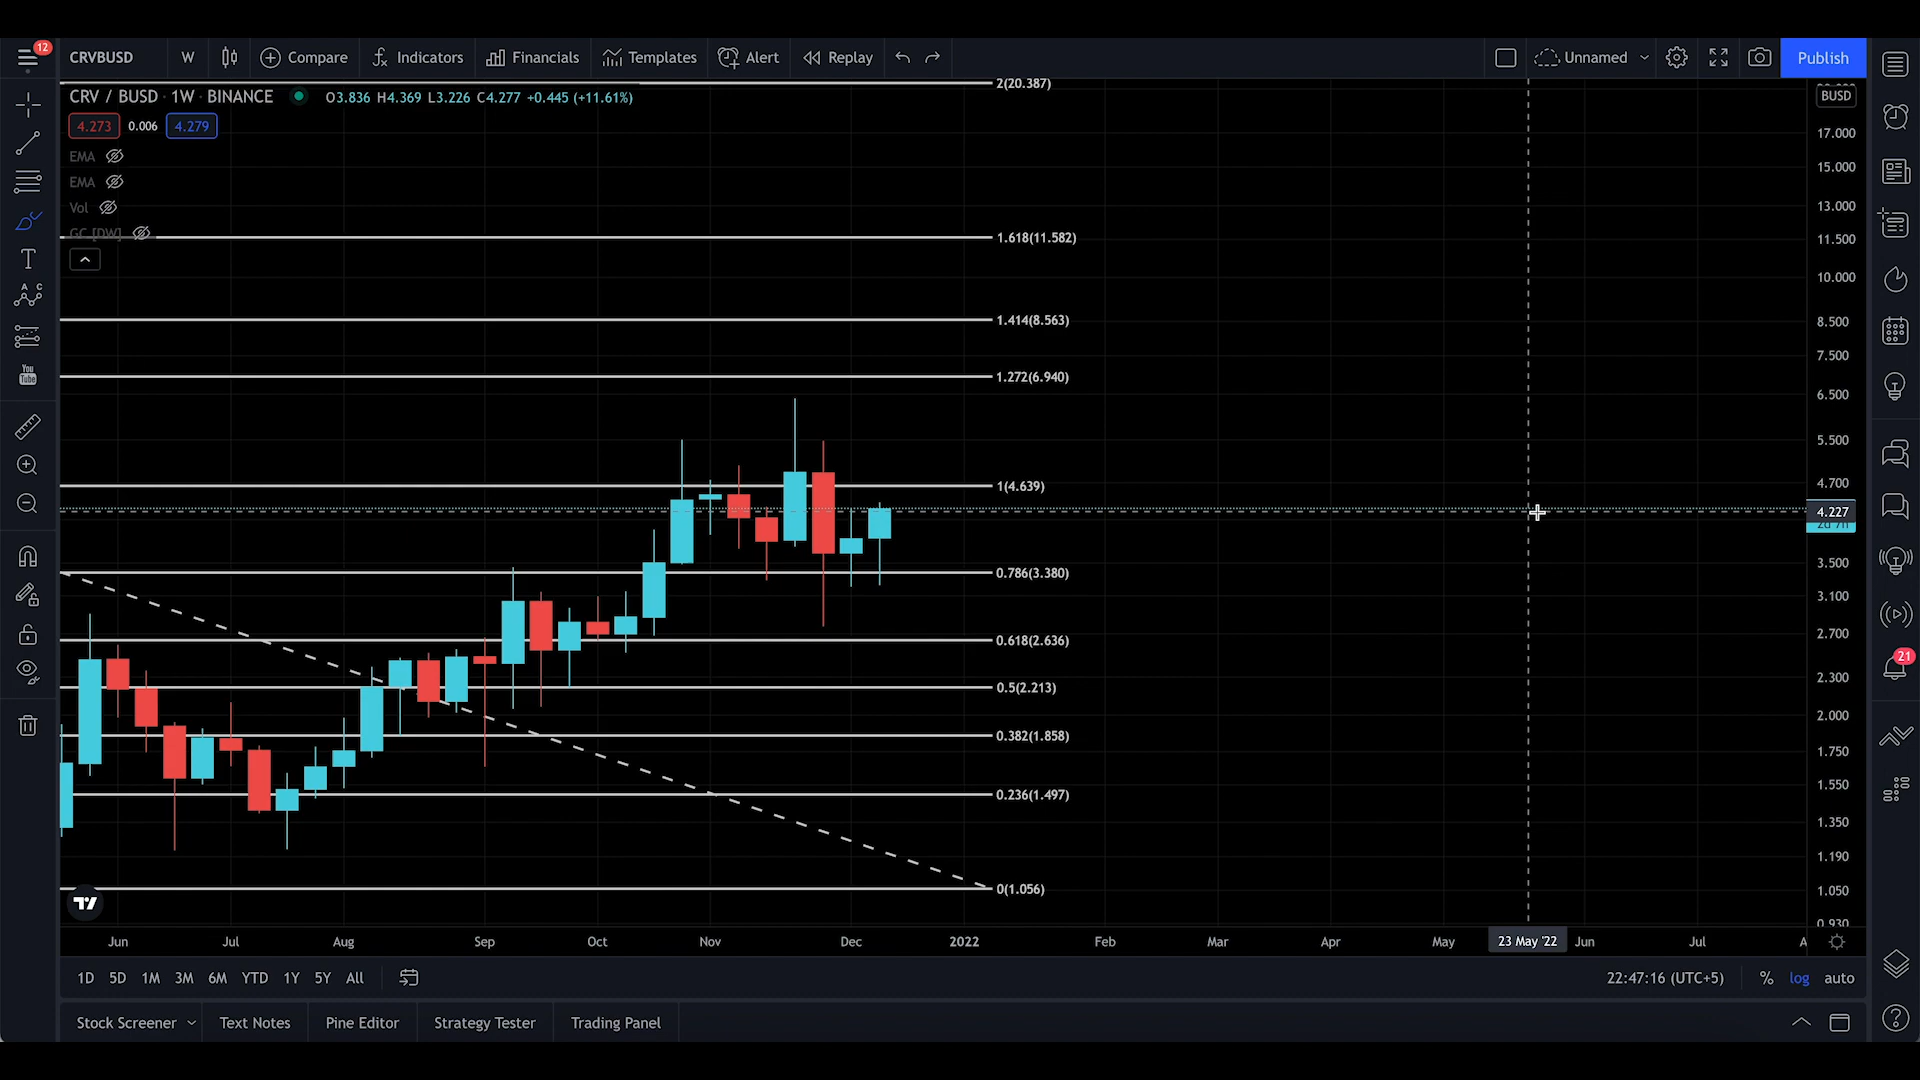 12
CRVBUSD W Compare Indicators Financials Templates Alert Replay Unnamed Publish
2(20.387)
CRV / BUSD · 1W · BINANCE O3.836 H4.369 L3.226 C4.277 +0.445 (+11.61%)
BUSD
4.273 0.006 4.279
17.000
EMA
15.000
EMA
Vol
13.000
GC [DW]
1.618(11.582)
11.500
10.000
1.414(8.563)
8.500
7.500
1.272(6.940)
6.500
5.500
1(4.639)
4.700
4.227
3.500
0.786(3.380)
3.100
2.700
0.618(2.636)
21
2.300
0.5(2.213)
2.000
0.382(1.858)
1.750
1.550
0.236(1.497)
1.350
1.190
0(1.056)
1.050
0.930
Jun Jul Aug Sep Oct Nov Dec 2022 Feb Mar Apr May 23 May '22 Jun Jul A
1D 5D 1M 3M 6M YTD 1Y 5Y All 22:47:16 (UTC+5) % log auto
Stock Screener Text Notes Pine Editor Strategy Tester Trading Panel
T
A C
You
Tube